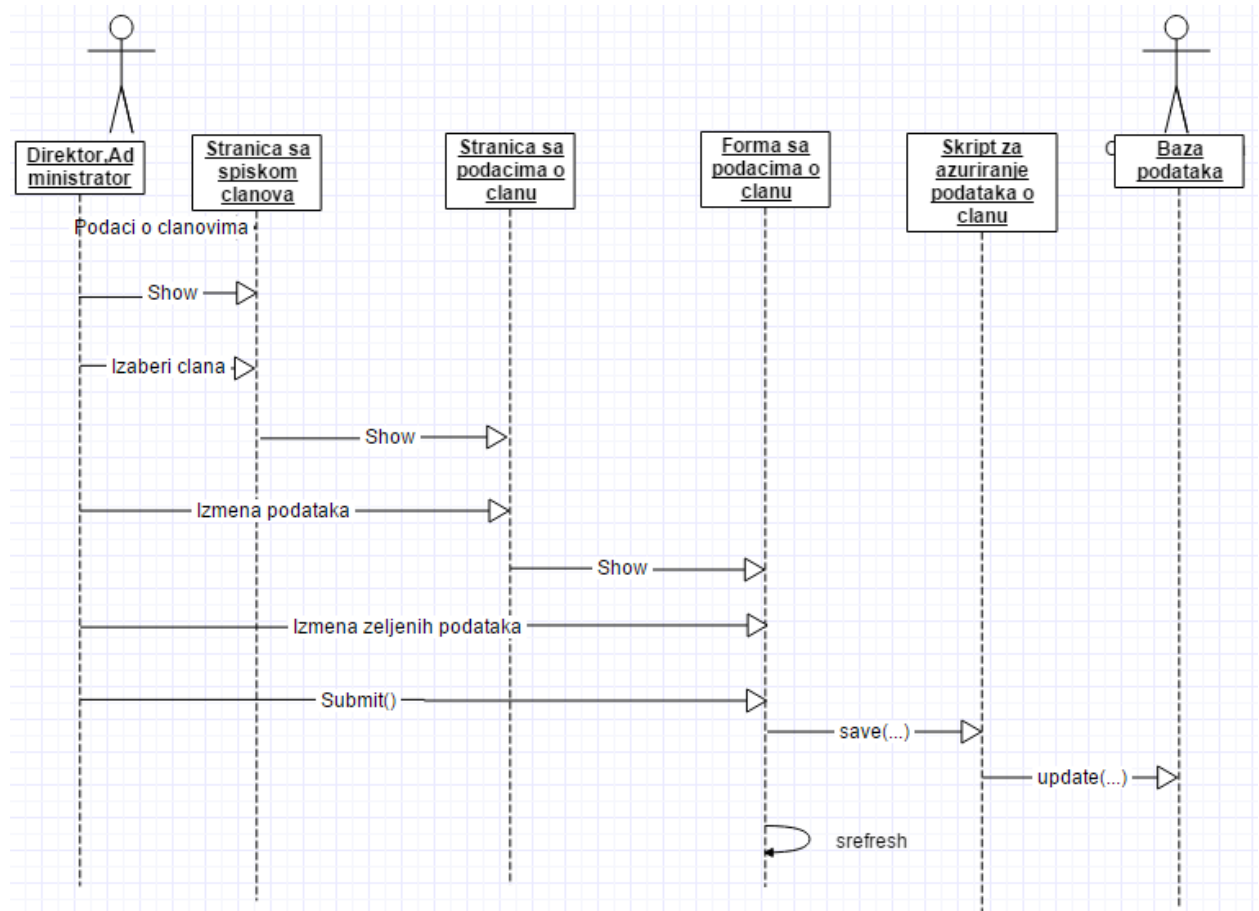 Direktor,Ad
ministrator
Stranica sa
spiskom
clanova
Stranica sa
podacima o
clanu
Forma sa
podacima o
clanu
Skript za
azuriranje
podataka o
clanu
Baza
podataka
Podaci o clanovima
Show
Izaberi clana
Show
Izmena podataka
Show
Izmena zeljenih podataka
Submit()
save(...)
update(...)
srefresh